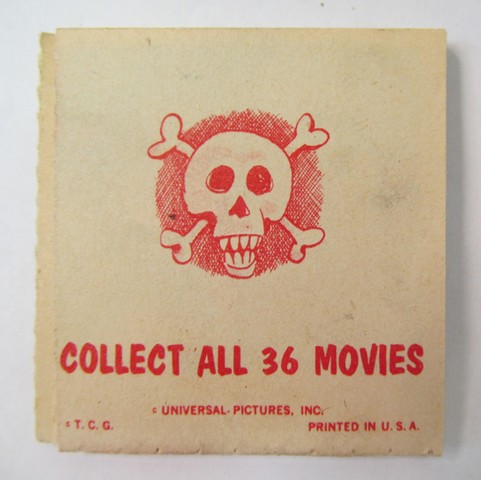 COLLECT ALL 36 MOVIES
© UNIVERSAL PICTURES, INC.
© T. C. G.
PRINTED IN U. S. A.